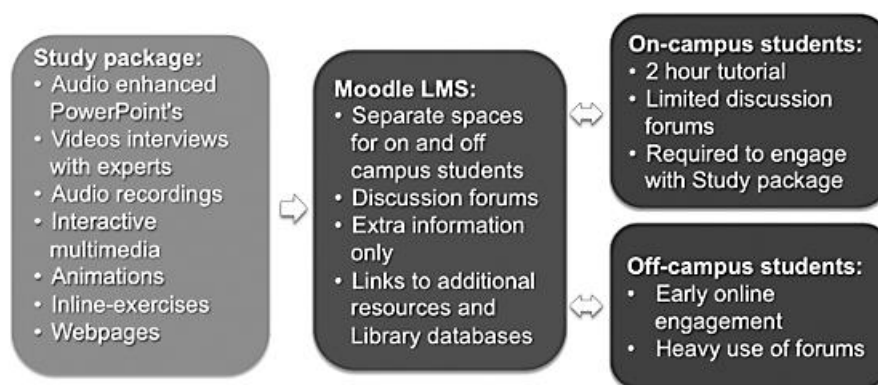 Study package:
• Audio enhanced
PowerPoint's
• Videos interviews
with experts
• Audio recordings
• Interactive
multimedia
• Animations
• Inline-exercises
• Webpages
Moodle LMS:
• Separate spaces
for on and off
campus students
• Discussion forums
• Extra information
only
• Links to additional
resources and
Library databases
On-campus students:
• 2 hour tutorial
• Limited discussion
forums
• Required to engage
with Study package
Off-campus students:
• Early online
engagement
• Heavy use of forums